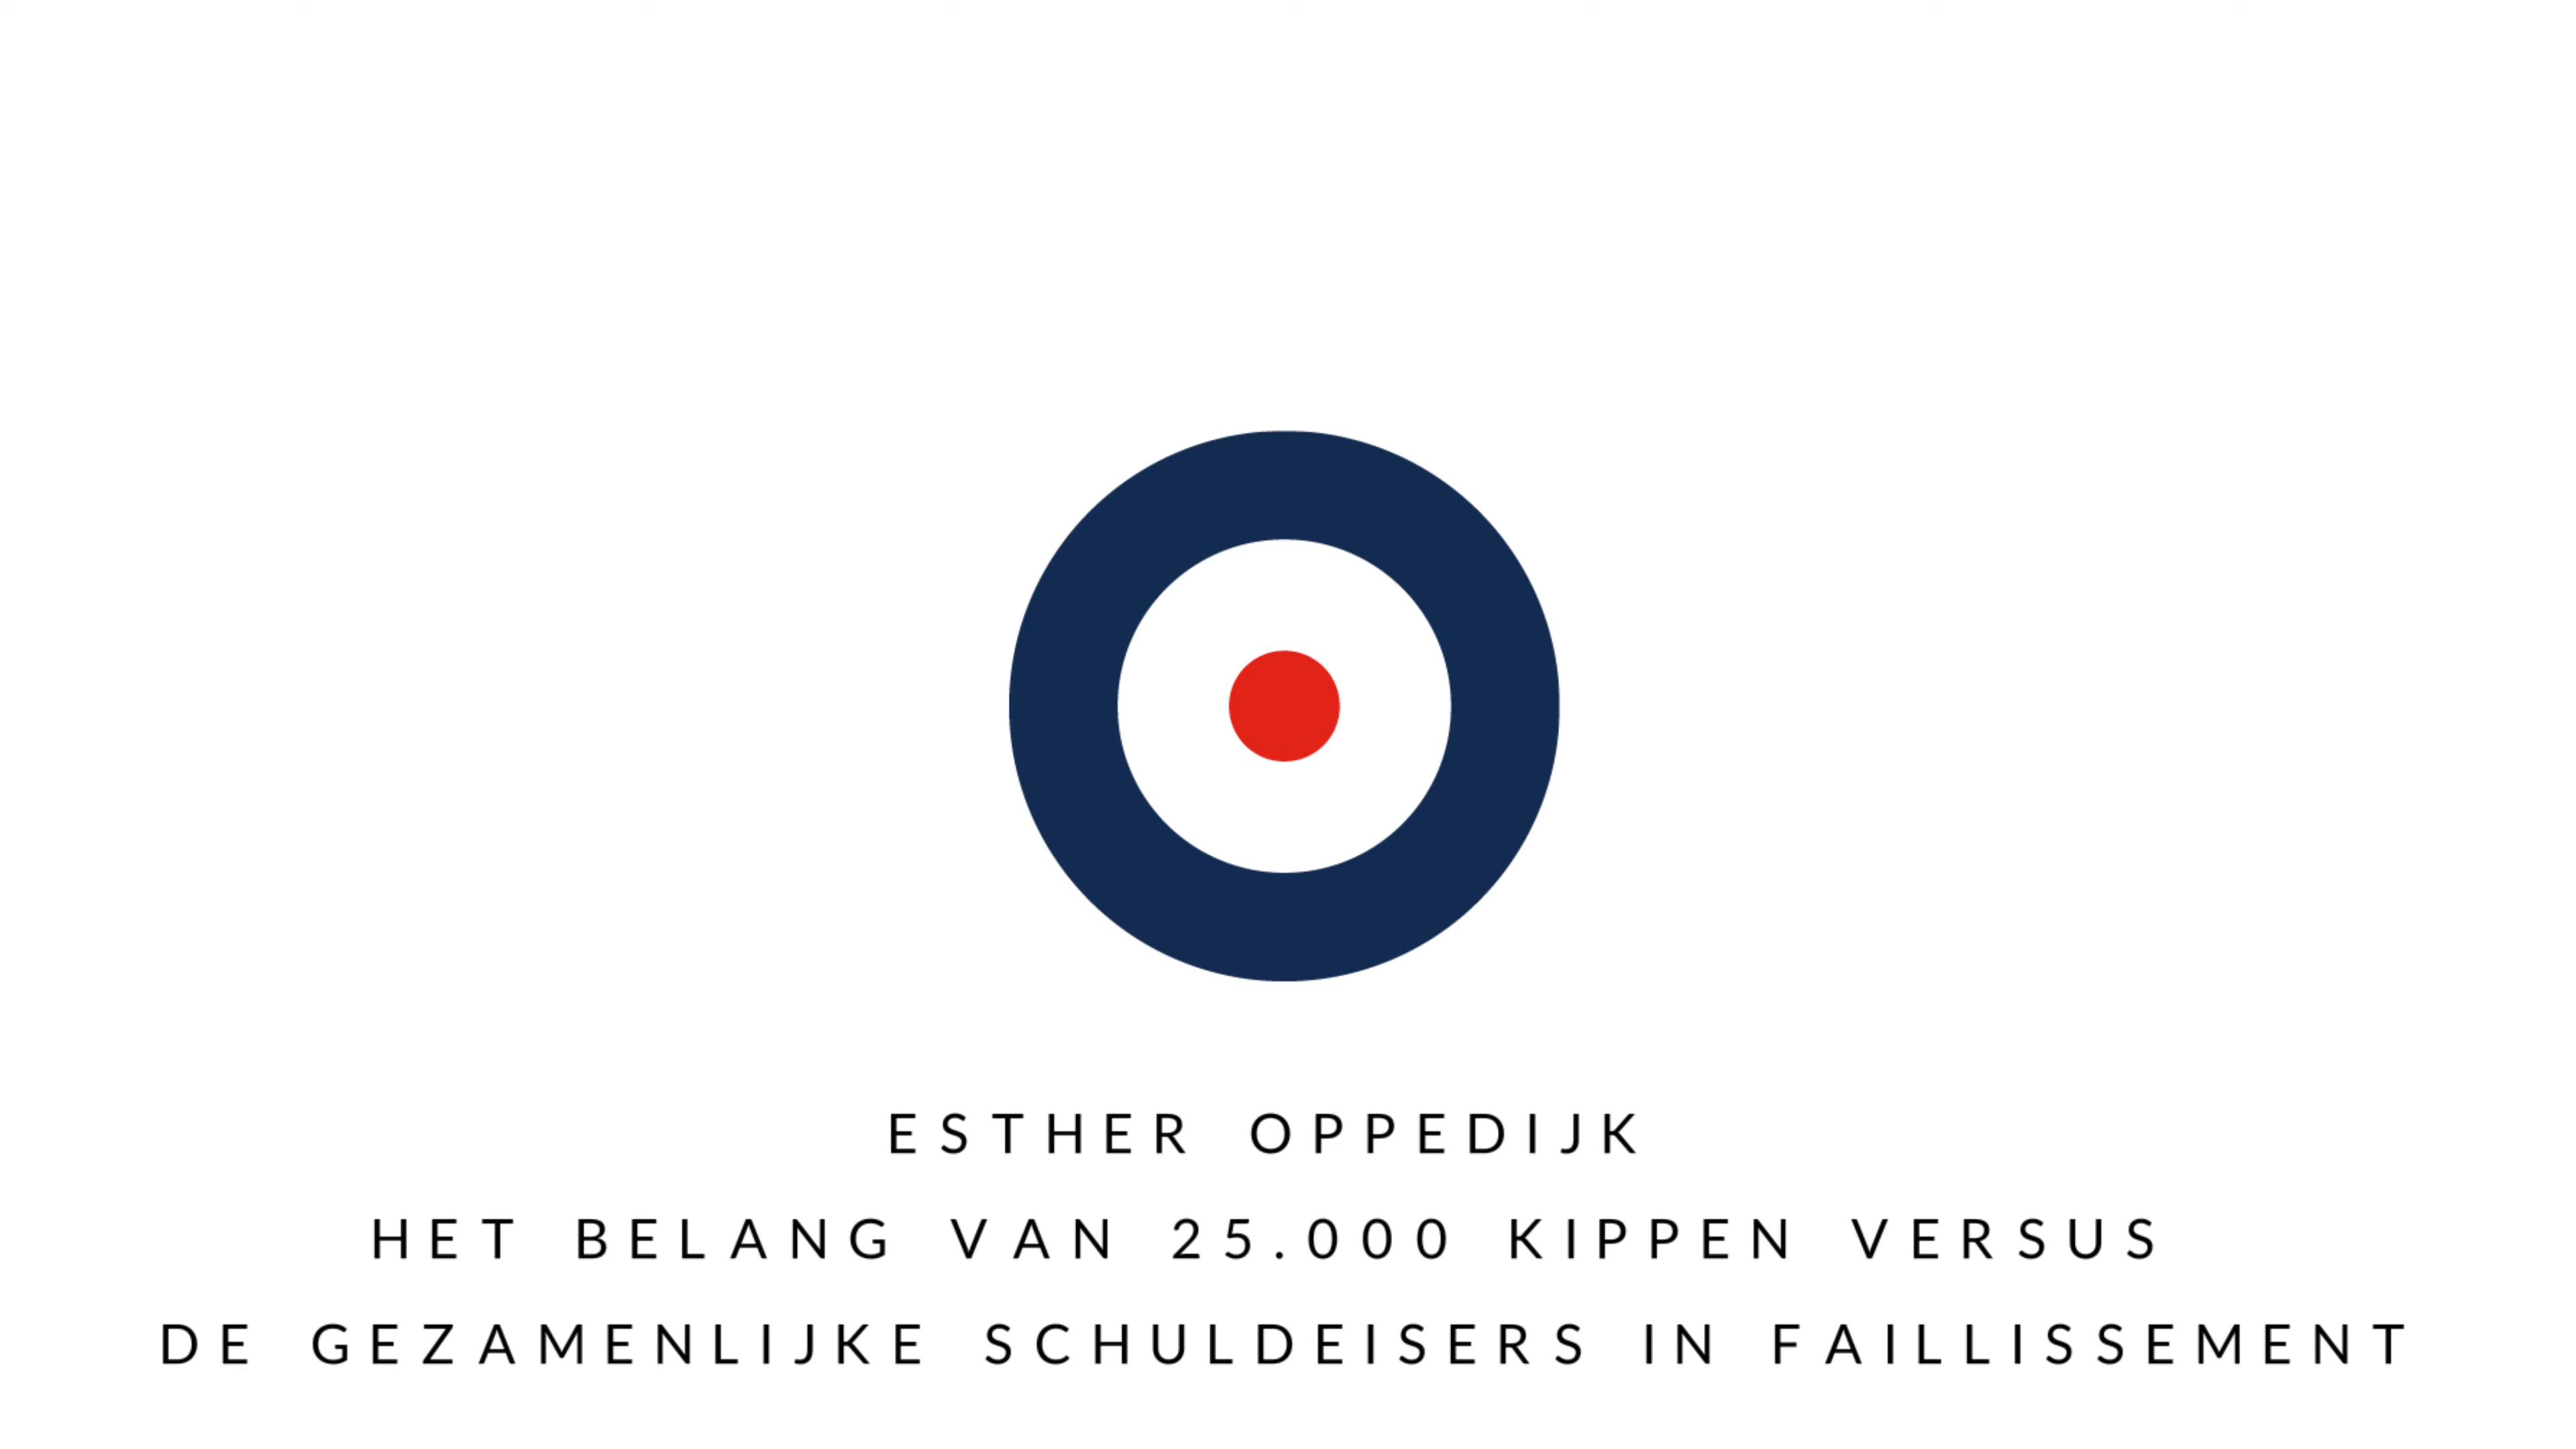 ESTHER OPPEDIJK
HET BELANG VAN 25.000 KIPPEN VERSUS
DE GEZAMENLIJKE SCHULDEISERS IN FAILLISSEMENT